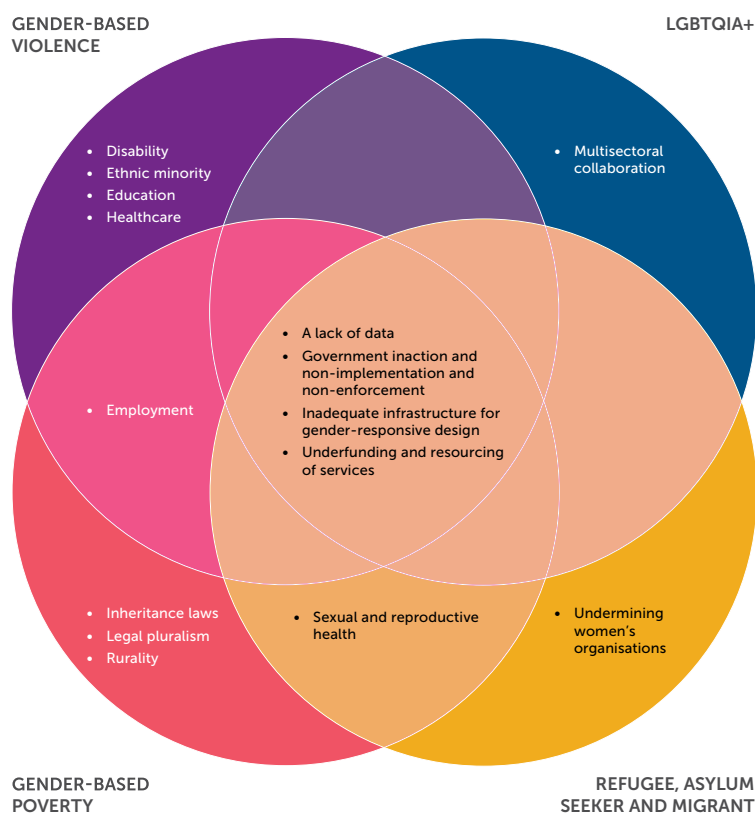 GENDER-BASED
VIOLENCE
LGBTQIA+
• Disability
• Ethnic minority
• Education
• Healthcare
• Multisectoral
collaboration
• A lack of data
• Government inaction and
non-implementation and
non-enforcement
• Inadequate infrastructure for
gender-responsive design
• Underfunding and resourcing
of services
• Employment
• Inheritance laws
• Legal pluralism
• Rurality
• Sexual and reproductive
health
• Undermining
women’s
organisations
GENDER-BASED
POVERTY
REFUGEE, ASYLUM
SEEKER AND MIGRANT